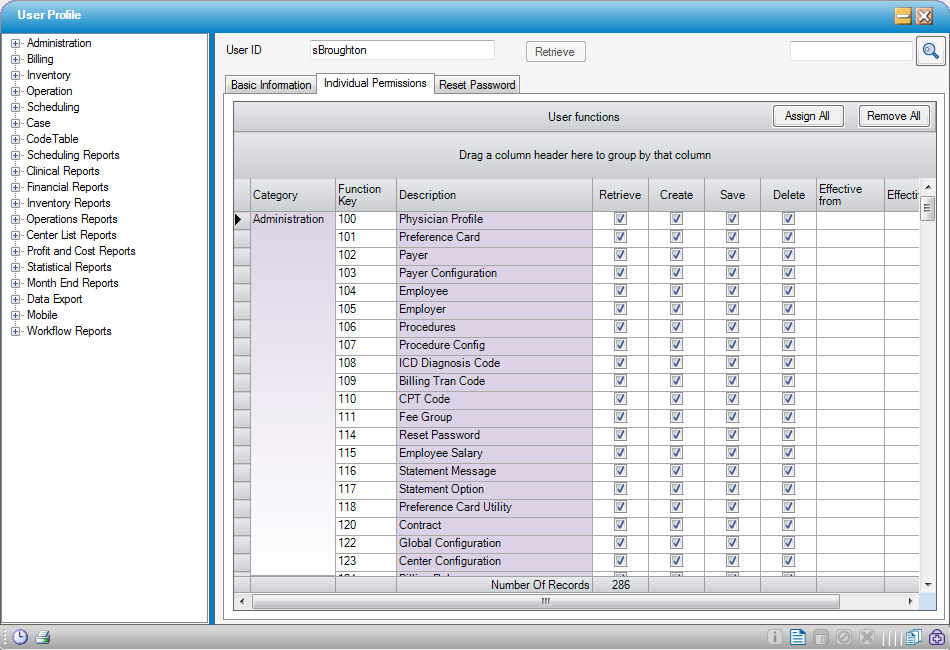 User Profile
Administration
Billing
Inventory
Operation
Scheduling
Case
CodeTable
Scheduling Reports
Clinical Reports
Financial Reports
Inventory Reports
Operations Reports
Center List Reports
Profit and Cost Reports
Statistical Reports
Month End Reports
Data Export
Mobile
Workflow Reports
User ID sBroughton Retrieve
Basic Information Individual Permissions Reset Password
User functions Assign All Remove All
Drag a column header here to group by that column
Category Function Key Description Retrieve Create Save Delete Effective from Effecti
Administration 100 Physician Profile
101 Preference Card
102 Payer
103 Payer Configuration
104 Employee
105 Employer
106 Procedures
107 Procedure Config
108 ICD Diagnosis Code
109 Billing Tran Code
110 CPT Code
111 Fee Group
114 Reset Password
115 Employee Salary
116 Statement Message
117 Statement Option
118 Preference Card Utility
120 Contract
122 Global Configuration
123 Center Configuration
Number Of Records 286